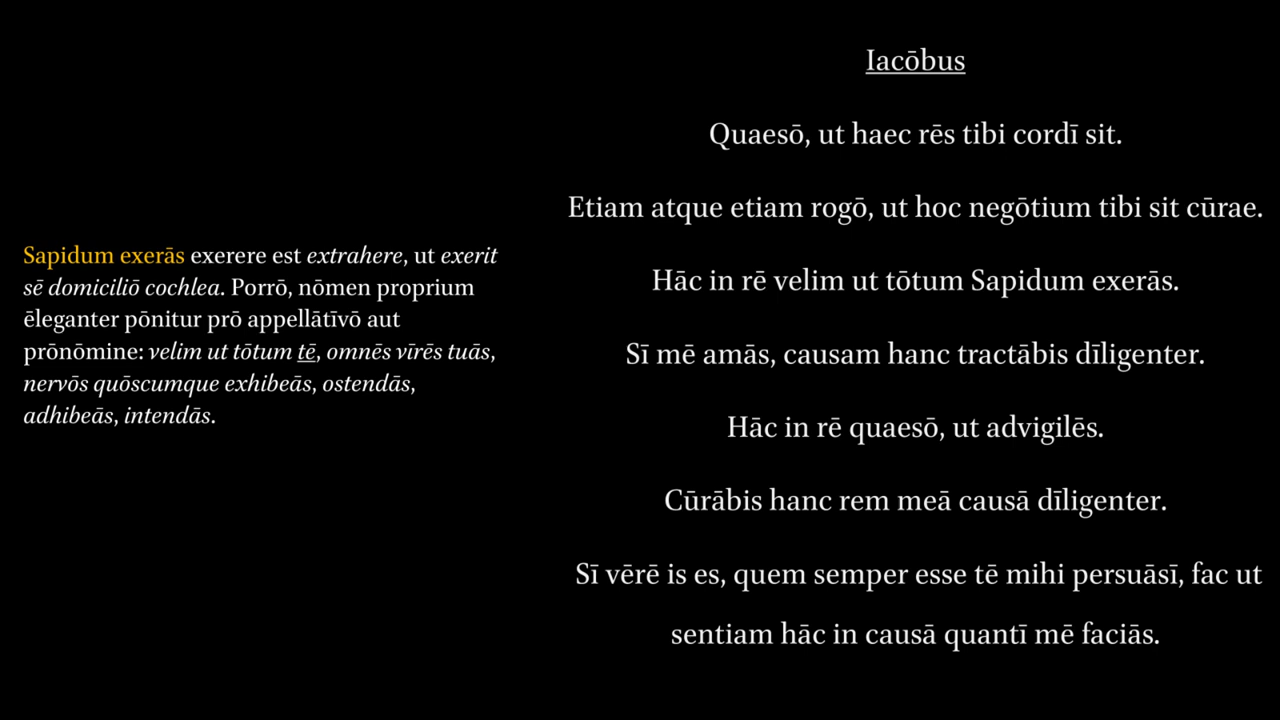 Sapidum exerās exerere est extrahere, ut exerit
sē domiciliō cochlea. Porrō, nōmen proprium
ēleganter pōnitur prō appellātīvō aut
prōnōmine: velim ut tōtum tē, omnēs vīrēs tuās,
nervōs quōscumque exhibeās, ostendās,
adhibeās, intendās.
Iacōbus
Quaesō, ut haec rēs tibi cordī sit.
Etiam atque etiam rogō, ut hoc negōtium tibi sit cūrae.
Hāc in rē velim ut tōtum Sapidum exerās.
Sī mē amās, causam hanc tractābis dīligenter.
Hāc in rē quaesō, ut advigilēs.
Cūrābis hanc rem meā causā dīligenter.
Sī vērē is es, quem semper esse tē mihi persuāsī, fac ut
sentiam hāc in causā quantī mē faciās.